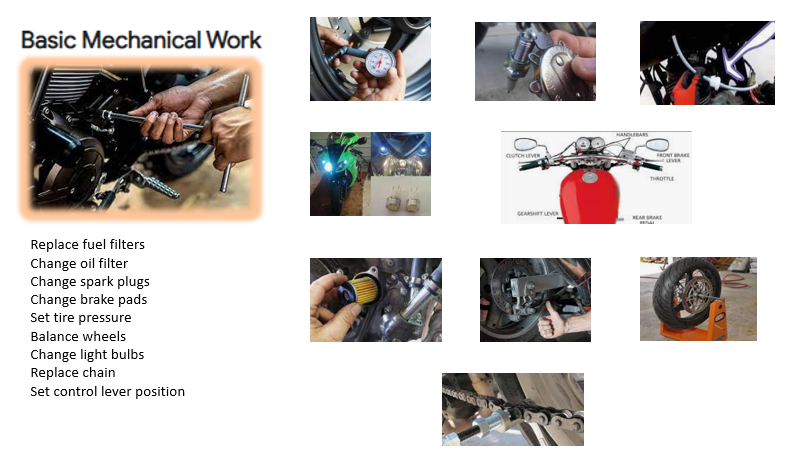 Basic Mechanical Work
Replace fuel filters
Change oil filter
Change spark plugs
Change brake pads
Set tire pressure
Balance wheels
Change light bulbs
Replace chain
Set control lever position
HANDLEBARS
CLUTCH LEVER
FRONT BRAKE
LEVER
THROTTLE
GEARSHIFT LEVER
REAR BRAKE
PEDAL